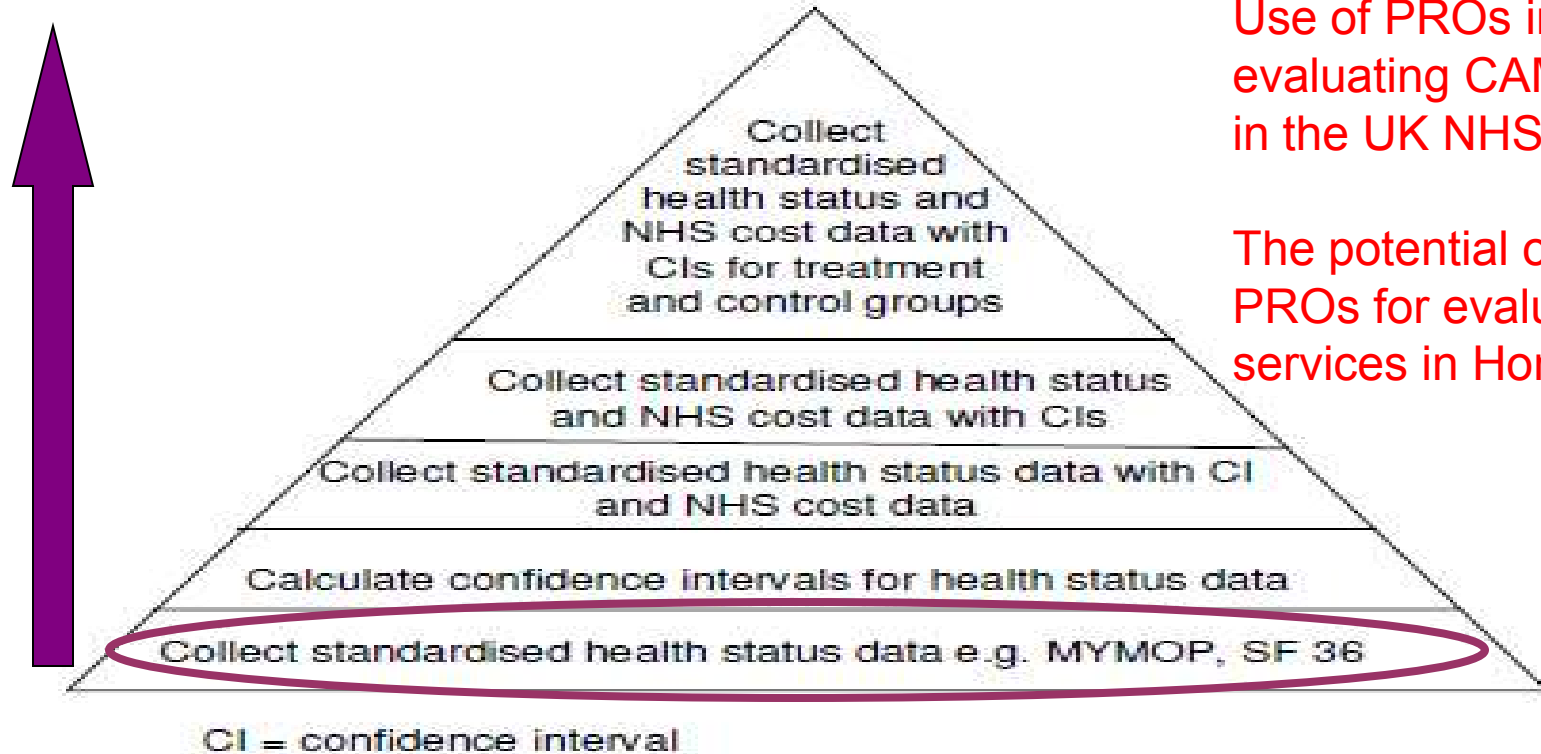 Use of PROs i
evaluating CA
in the UK NHS
The potential
PROs for evalu
services in Hon
Collect
standardised
health status and
NHS cost data with
CIs for treatment
and control groups
Collect standardised health status
and NHS cost data with CIs
Collect standardised health status data with CI
and NHS cost data
Calculate confidence intervals for health status data
Collect standardised health status data e.g. MYMOP, SF 36
CI = confidence interval